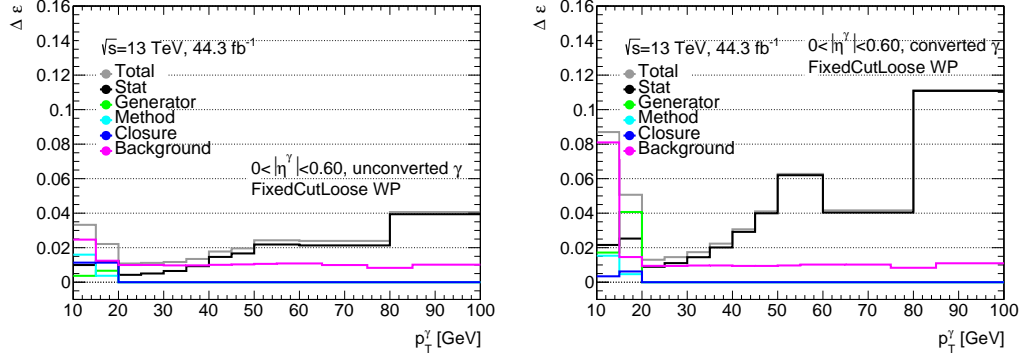 Δ ε
0.16
0.14
0.12
0.1
0.08
0.06
0.04
0.02
0
√s=13 TeV, 44.3 fb⁻¹
Total
Stat
Generator
Method
Closure
Background
0<|η^γ|<0.60, unconverted γ
FixedCutLoose WP
10 20 30 40 50 60 70 80 90 100
p_T^γ [GeV]
Δ ε
0.16
0.14
0.12
0.1
0.08
0.06
0.04
0.02
0
√s=13 TeV, 44.3 fb⁻¹
0<|η^γ|<0.60, converted γ
FixedCutLoose WP
Total
Stat
Generator
Method
Closure
Background
10 20 30 40 50 60 70 80 90 100
p_T^γ [GeV]